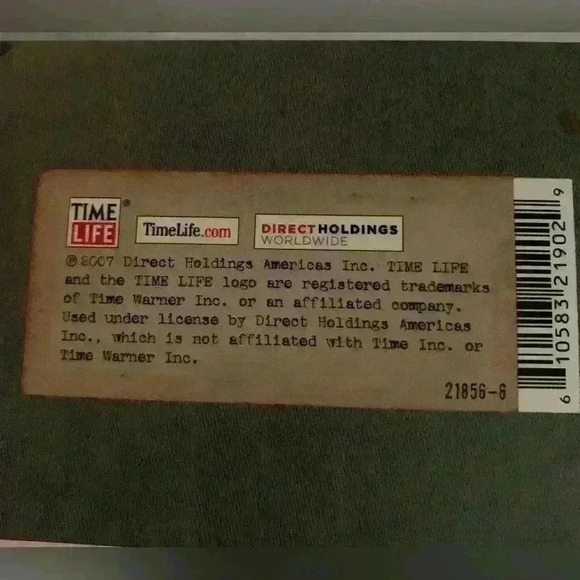 TIME
LIFE
®
TimeLife.com
DIRECTHOLDINGS
WORLDWIDE
℗ 2007 Direct Holdings Americas Inc. TIME LIFE
and the TIME LIFE logo are registered trademarks
of Time Warner Inc. or an affiliated company.
Used under license by Direct Holdings Americas
Inc., which is not affiliated with Time Inc. or
Time Warner Inc.
21856-6
6 10583 21902 9